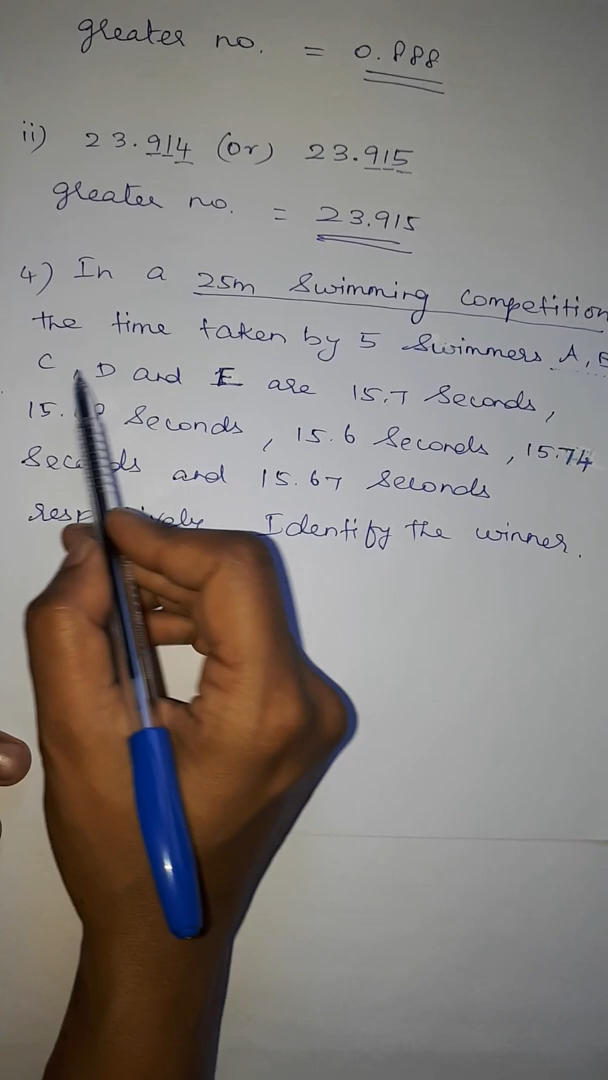 greater no. = 0.888
ii) 23.914 (or) 23.915
greater no. = 23.915
4) In a 25m Swimming Competition
the time taken by 5 Swimmers A,
C, D and E are 15.7 Seconds,
Seconds, 15.6 Seconds, 15.74
and 15.67 Seconds
Identify the winner.